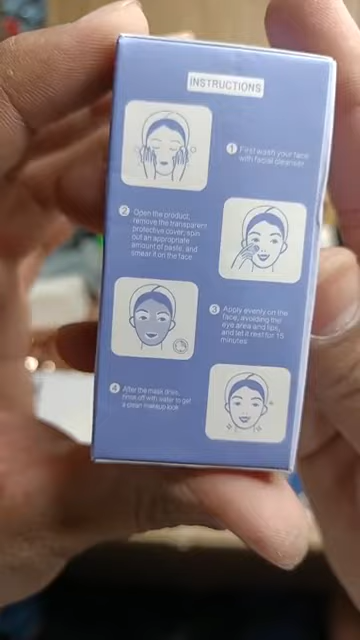 INSTRUCTIONS
1 First wash your face
with facial cleanser
2 Open the product,
remove the transparent
protective cover, spin
out an appropriate
amount of paste, and
smear it on the face
3 Apply evenly on the
face, avoiding the
eye area and lips,
and let it rest for 15
minutes
4 After the mask dries,
rinse off with water to get
a clean makeup look